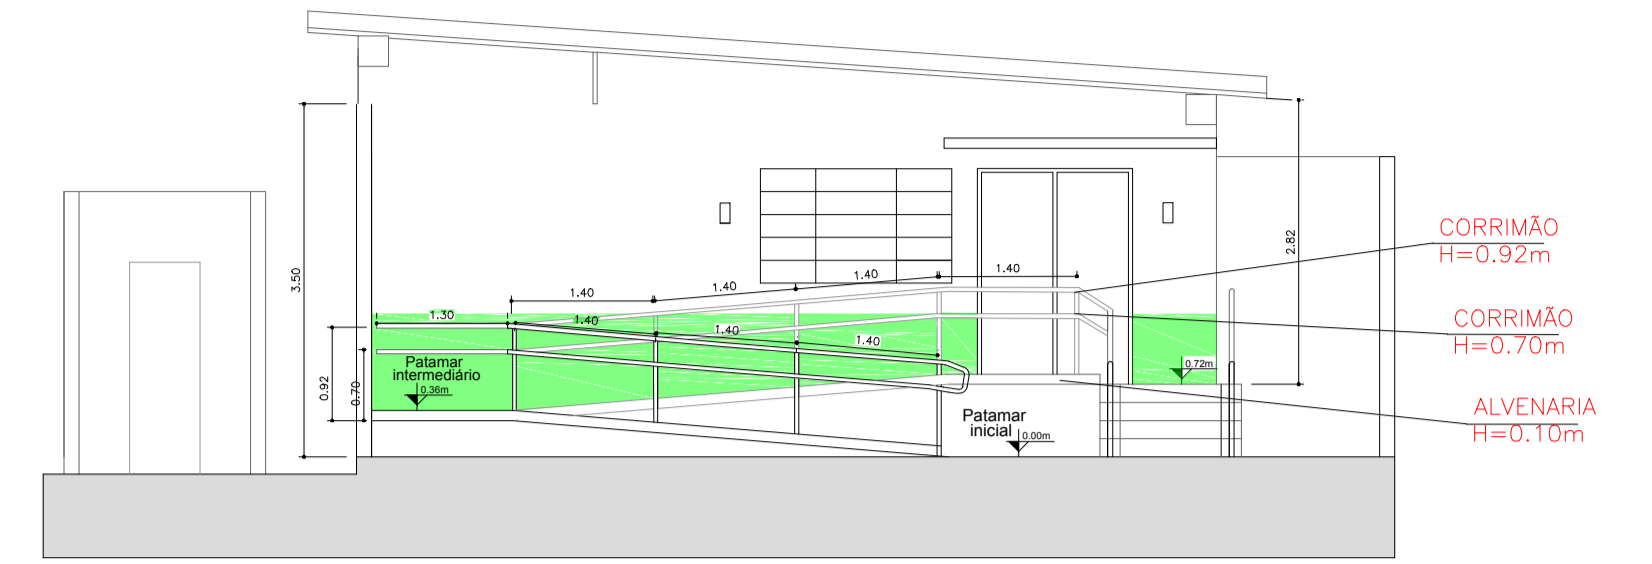 3.50
2.82
CORRIMÃO
H=0.92m
1.40
1.40
1.40
1.40
1.30
1.40
1.40
1.40
CORRIMÃO
H=0.70m
Patamar
intermediário
0.36m
0.72m
0.92
0.70
ALVENARIA
H=0.10m
Patamar
inicial
0.00m